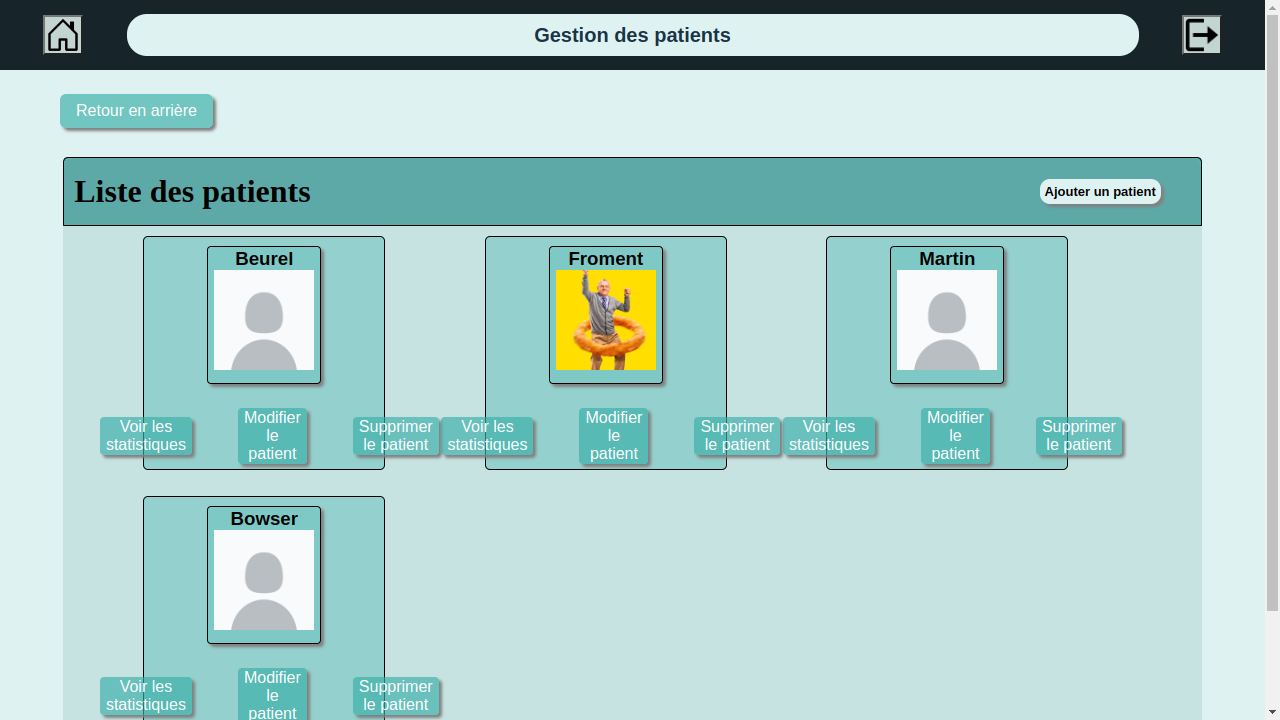 Gestion des patients
Retour en arrière
Liste des patients
Ajouter un patient
Beurel
Froment
Martin
Voir les
statistiques
Modifier
le
patient
Supprimer
le patient
Voir les
statistiques
Modifier
le
patient
Supprimer
le patient
Voir les
statistiques
Modifier
le
patient
Supprimer
le patient
Bowser
Voir les
statistiques
Modifier
le
patient
Supprimer
le patient